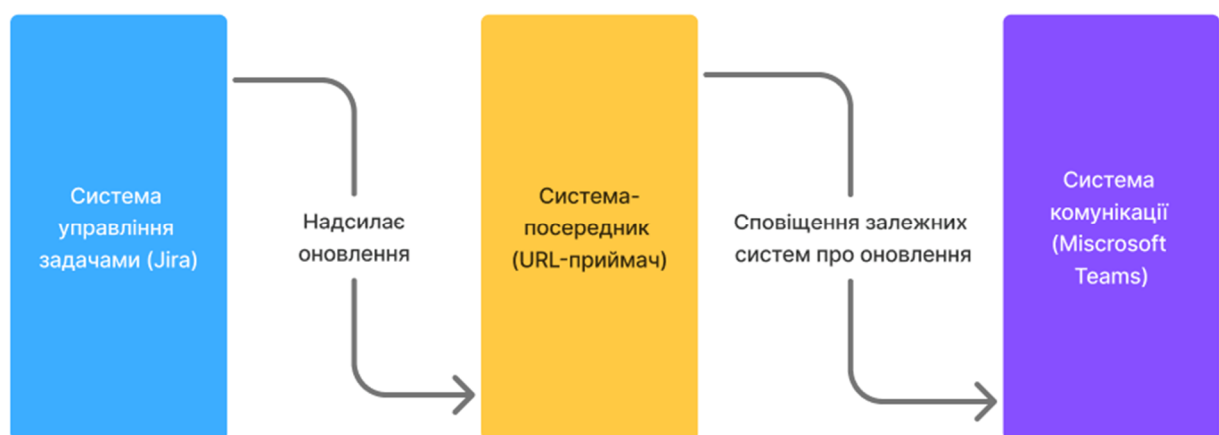 Система
управління
задачами (Jira)
Надсилає
оновлення
Система-
посередник
(URL-приймач)
Сповіщення залежних
систем про оновлення
Система
комунікації
(Miscrosoft
Teams)